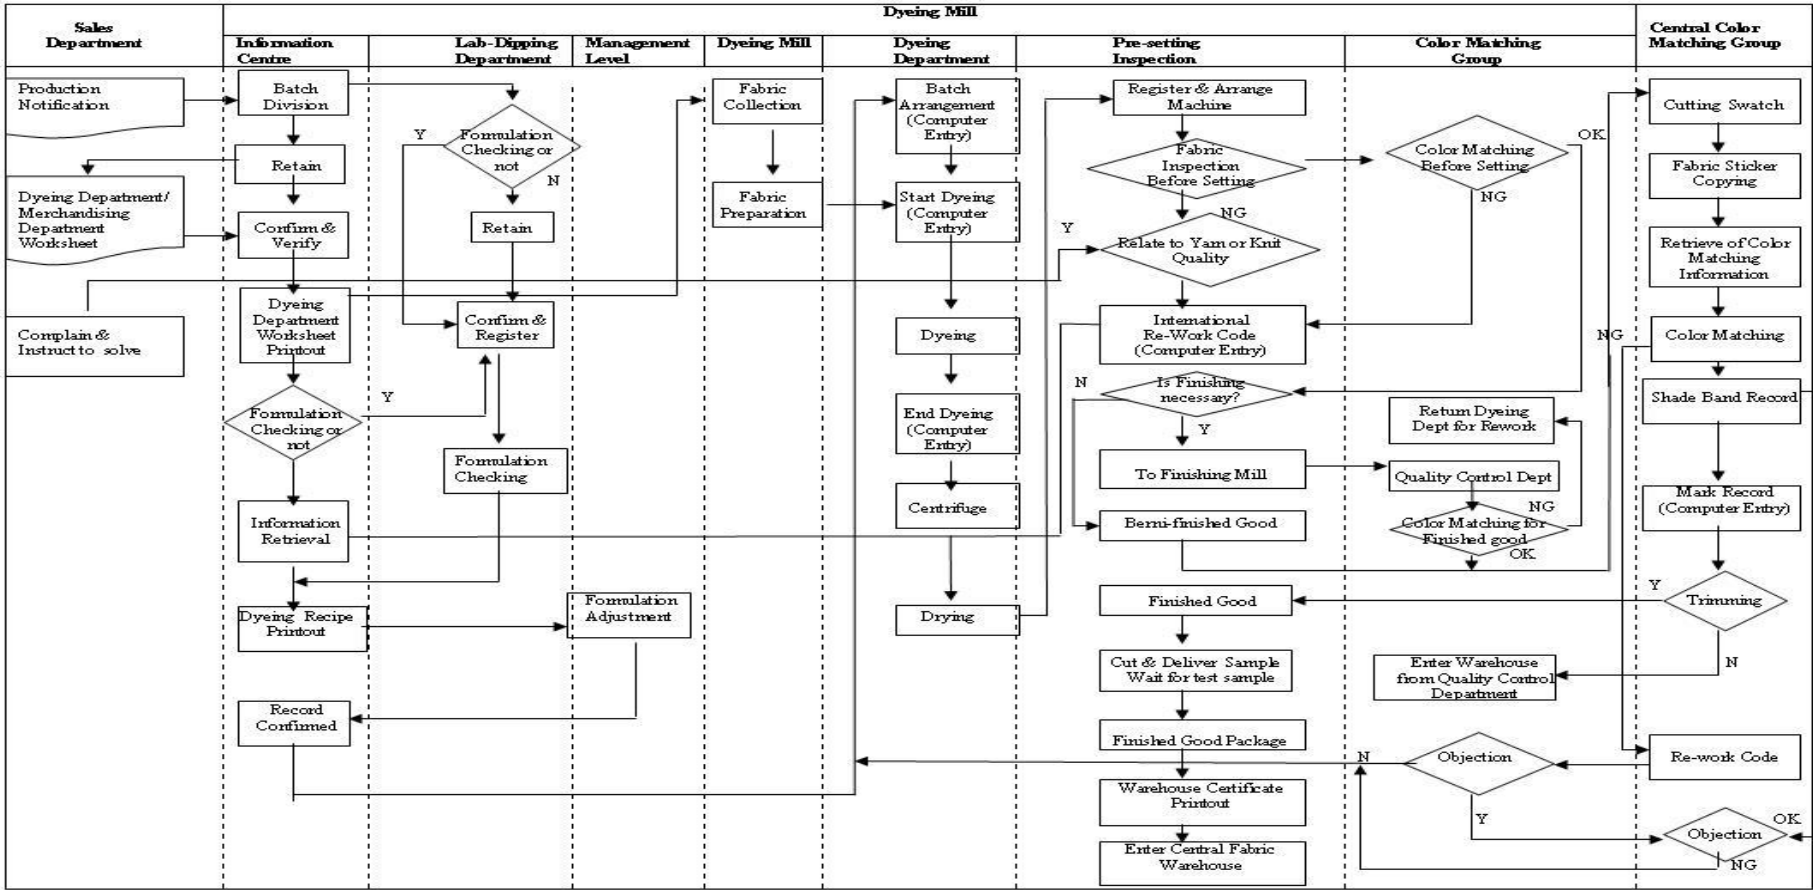 Dyeing Mill
Sales
Department
Information
Centre
Lab-Dipping
Department
Management
Level
Dyeing Mill
Dyeing
Department
Pre-setting
Inspection
Color Matching
Group
Central Color
Matching Group
Production
Notification
Dyeing Department/
Merchandising
Department
Worksheet
Complain &
Instruct to solve
Batch
Division
Retain
Confirm &
Verify
Dyeing
Department
Worksheet
Printout
Formulation
Checking or
not
Y
Information
Retrieval
Dyeing Recipe
Printout
Record
Confirmed
Formulation
Checking or
not
Y
N
Retain
Confirm &
Register
Formulation
Checking
Formulation
Adjustment
Fabric
Collection
Fabric
Preparation
Batch
Arrangement
(Computer
Entry)
Start Dyeing
(Computer
Entry)
Dyeing
End Dyeing
(Computer
Entry)
Centrifuge
Drying
Register & Arrange
Machine
Fabric
Inspection
Before Setting
NG
Y
Relate to Yarn or Knit
Quality
International
Re-Work Code
(Computer Entry)
N
Is Finishing
necessary?
Y
To Finishing Mill
Berni-finished Good
Finished Good
Cut & Deliver Sample
Wait for test sample
Finished Good Package
Warehouse Certificate
Printout
Enter Central Fabric
Warehouse
Color Matching
Before Setting
OK
NG
Return Dyeing
Dept for Rework
Quality Control Dept
NG
Color Matching for
Finished good
OK
Enter Warehouse
from Quality Control
Department
N
Objection
Y
Cutting Swatch
Fabric Sticker
Copying
Retrieve of Color
Matching
Information
NG
Color Matching
Shade Band Record
Mark Record
(Computer Entry)
Y
Trimming
N
Re-work Code
OK
Objection
NG